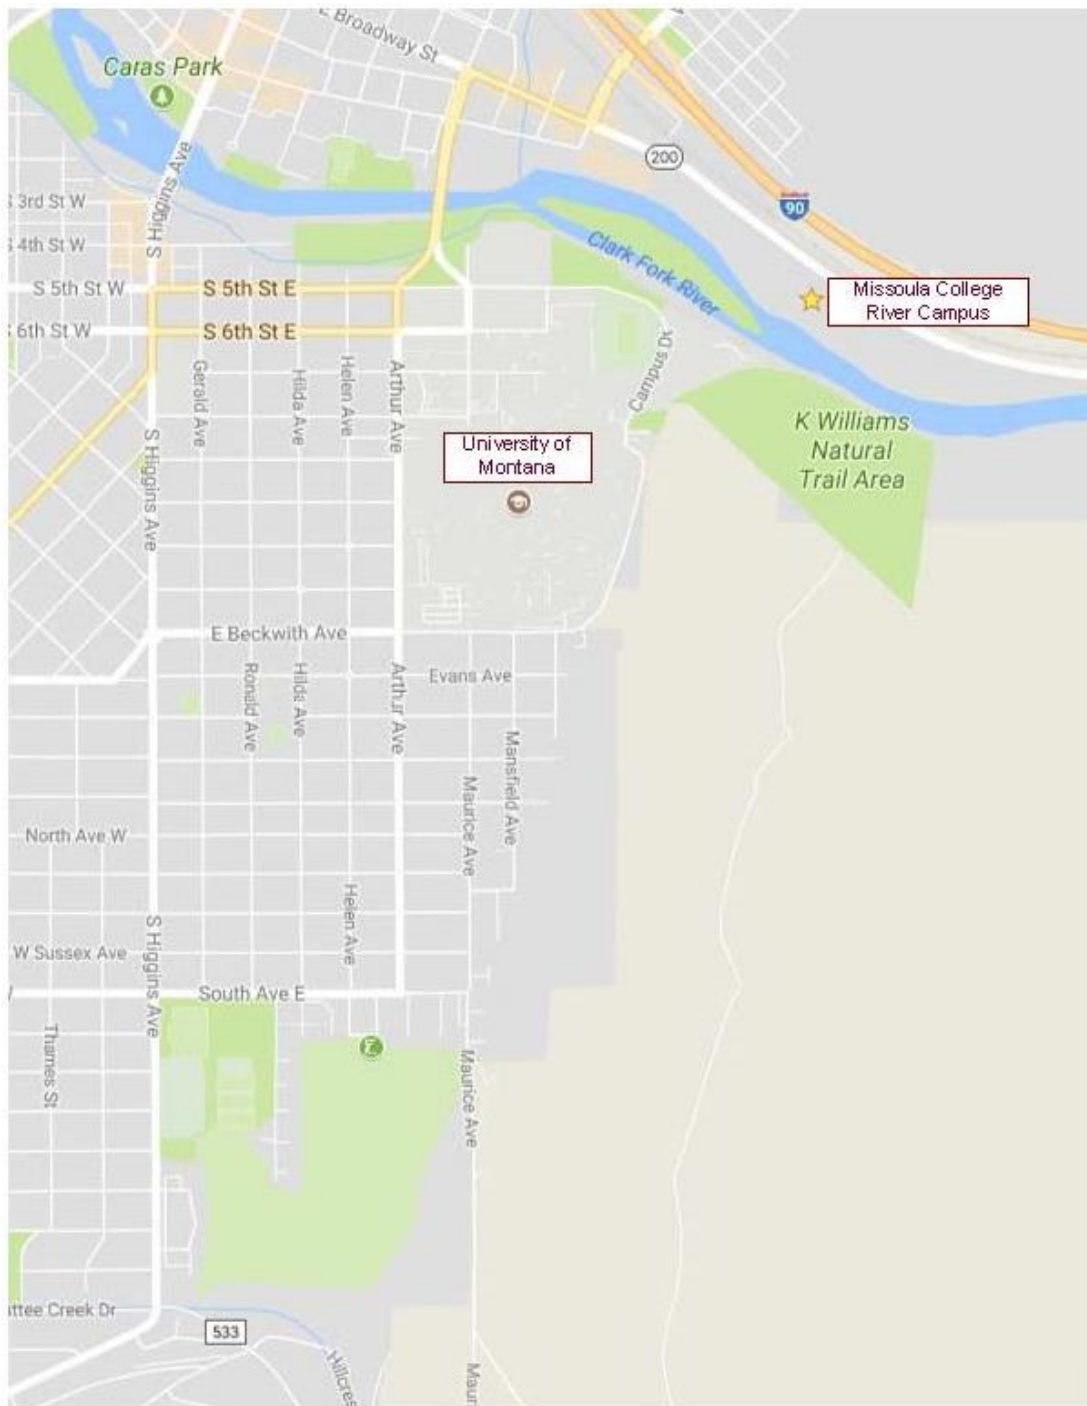 E Broadway St
Caras Park
200
90
S Higgins Ave
S 3rd St W
S 4th St W
Clark Fork River
S 5th St W
S 5th St E
Missoula College
River Campus
S 6th St W
S 6th St E
Gerald Ave
Hilda Ave
Helen Ave
Arthur Ave
Campus Dr
S Higgins Ave
University of
Montana
K Williams
Natural
Trail Area
E Beckwith Ave
Ronald Ave
Hilda Ave
Arthur Ave
Evans Ave
Mansfield Ave
Maurice Ave
North Ave W
Helen Ave
S Higgins Ave
W Sussex Ave
South Ave E
Thames St
Maurice Ave
ttee Creek Dr
533
Hillcres
Maur